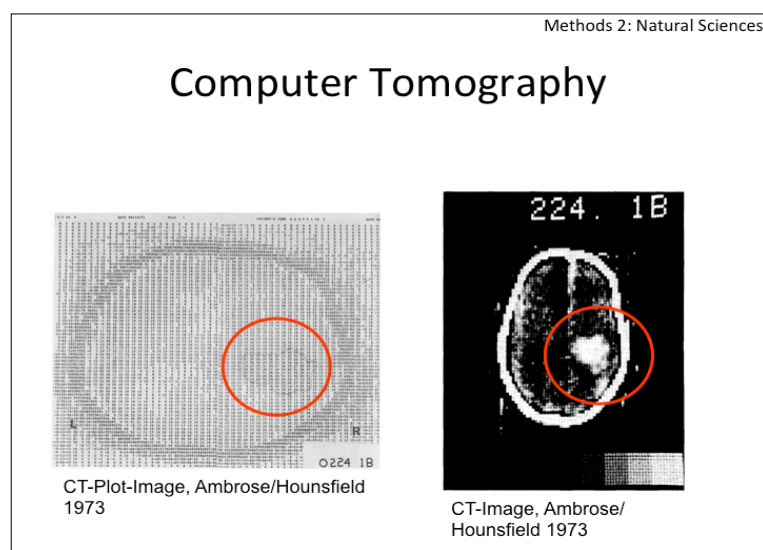 Methods 2: Natural Sciences
Computer Tomography
224. 1B
L
R
O224 1B
CT-Plot-Image, Ambrose/Hounsfield
1973
CT-Image, Ambrose/
Hounsfield 1973